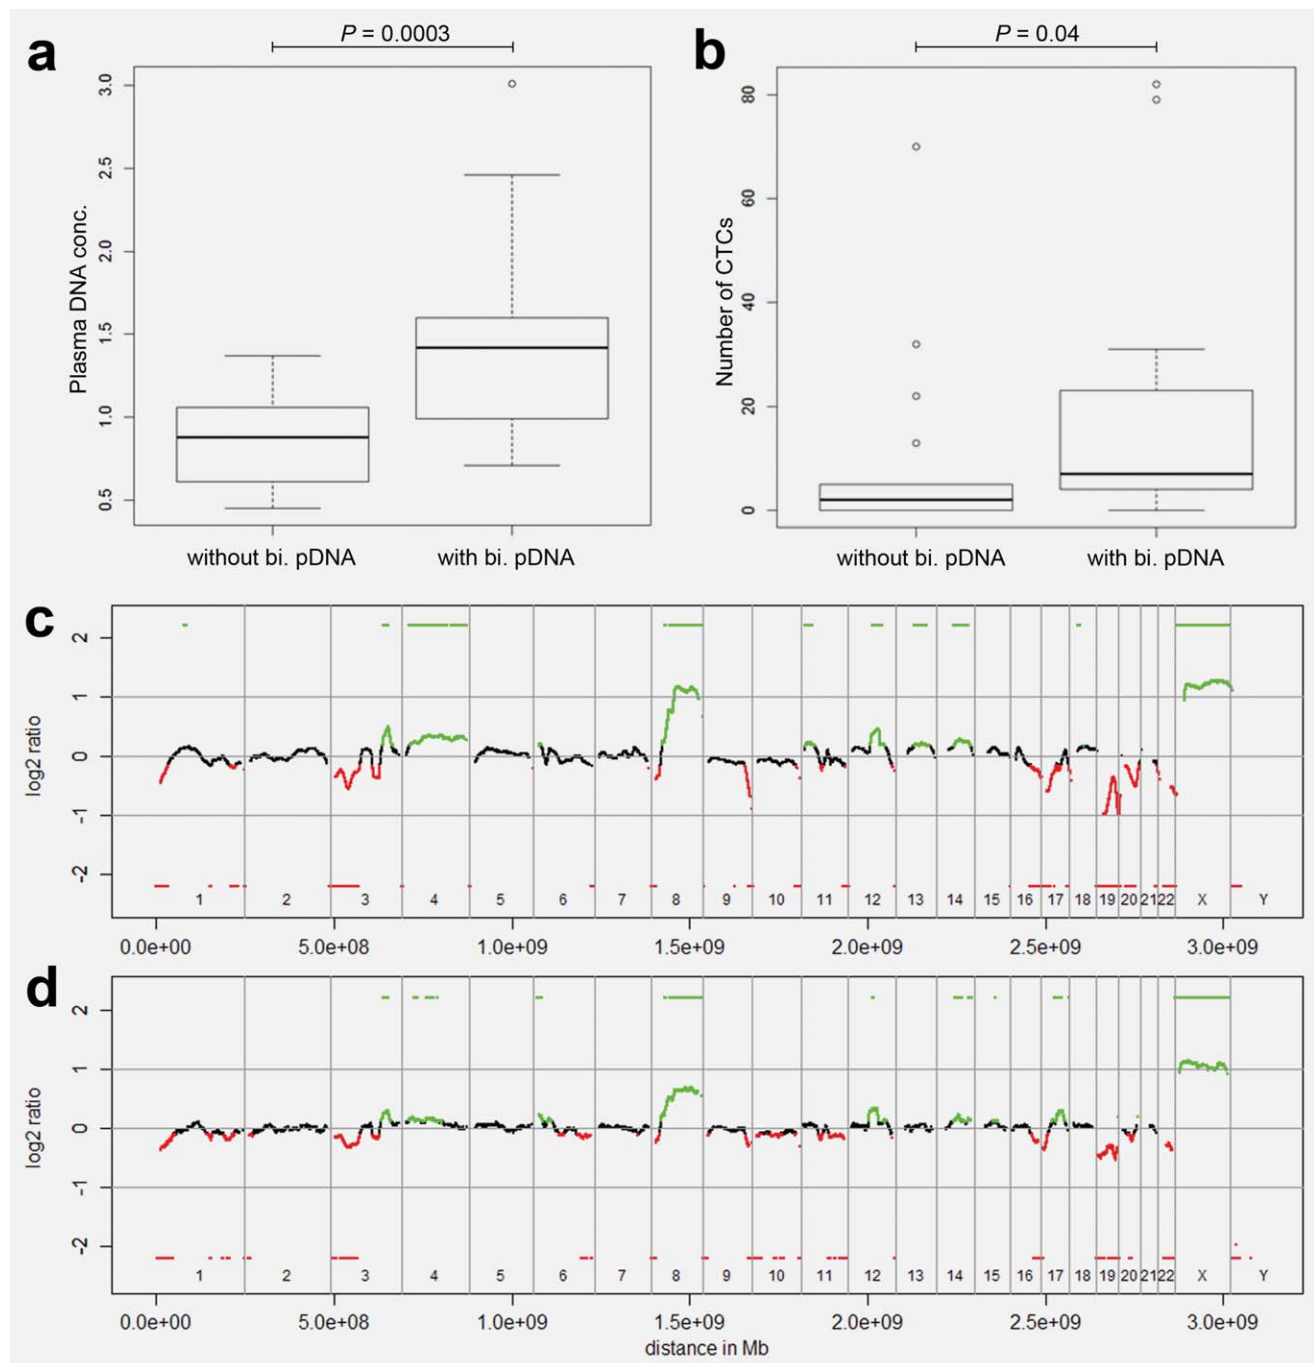 a
P = 0.0003
Plasma DNA conc.
3.0
2.5
2.0
1.5
1.0
0.5
without bi. pDNA
with bi. pDNA
b
P = 0.04
Number of CTCs
80
60
40
20
0
without bi. pDNA
with bi. pDNA
c
log2 ratio
2
1
0
-1
-2
1 2 3 4 5 6 7 8 9 10 11 12 13 14 15 16 17 18 19 20 21 22 X Y
0.0e+00 5.0e+08 1.0e+09 1.5e+09 2.0e+09 2.5e+09 3.0e+09
d
log2 ratio
2
1
0
-1
-2
1 2 3 4 5 6 7 8 9 10 11 12 13 14 15 16 17 18 19 20 21 22 X Y
0.0e+00 5.0e+08 1.0e+09 1.5e+09 2.0e+09 2.5e+09 3.0e+09
distance in Mb